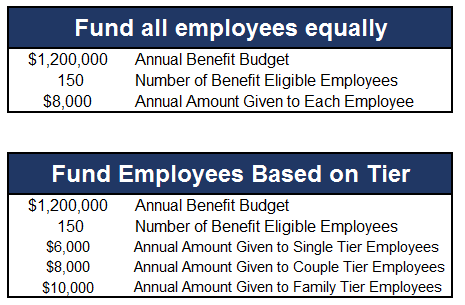 Fund all employees equally
$1,200,000 Annual Benefit Budget
150 Number of Benefit Eligible Employees
$8,000 Annual Amount Given to Each Employee
Fund Employees Based on Tier
$1,200,000 Annual Benefit Budget
150 Number of Benefit Eligible Employees
$6,000 Annual Amount Given to Single Tier Employees
$8,000 Annual Amount Given to Couple Tier Employees
$10,000 Annual Amount Given to Family Tier Employees